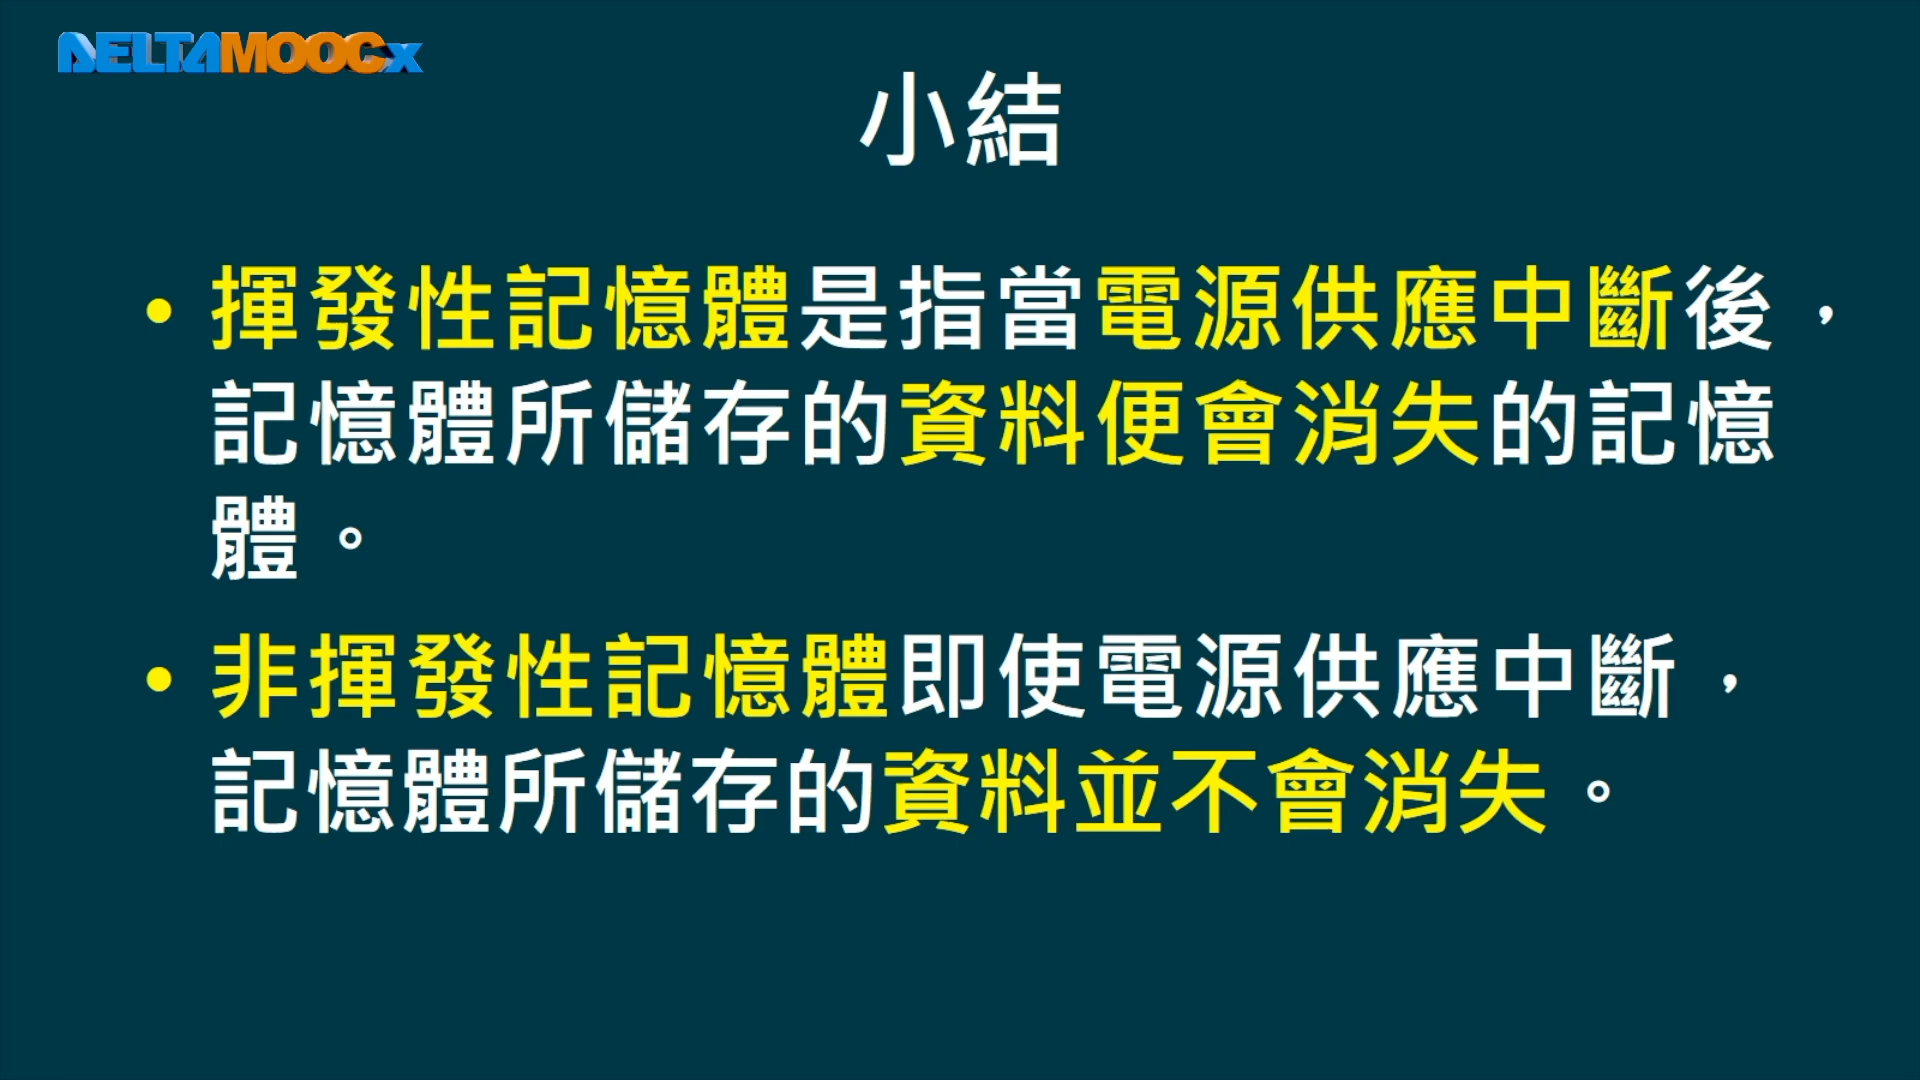 DELTAMOOCx
小結
• 揮發性記憶體是指當電源供應中斷後，
記憶體所儲存的資料便會消失的記憶
體。
• 非揮發性記憶體即使電源供應中斷，
記憶體所儲存的資料並不會消失。